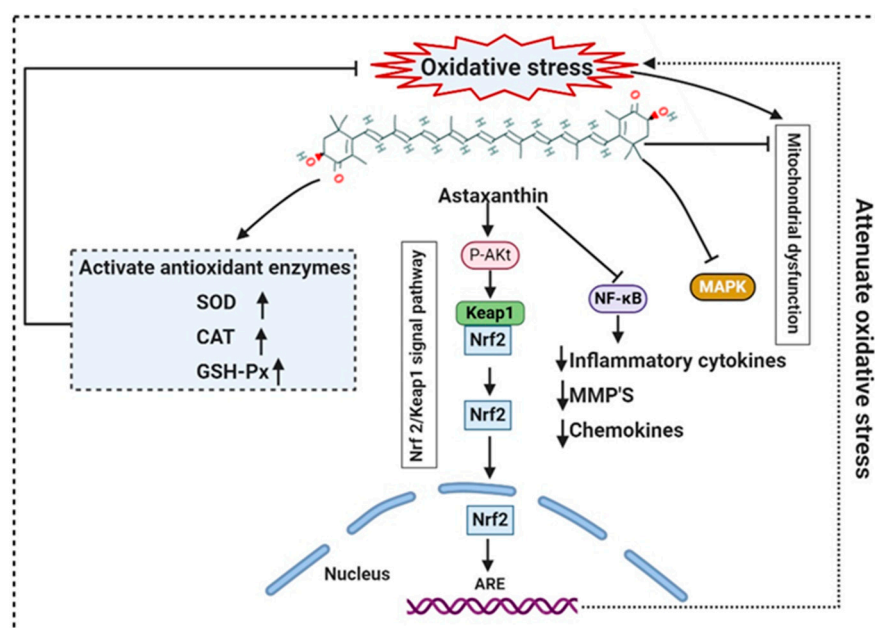 Oxidative stress
H H H H H H H H H
O
O
H
H
O
O
Astaxanthin
Activate antioxidant enzymes
SOD
CAT
GSH-Px
Nrf 2/Keap1 signal pathway
P-AKt
Keap1
Nrf2
Nrf2
Nrf2
ARE
Nucleus
NF-κB
Inflammatory cytokines
MMP'S
Chemokines
MAPK
Mitochondrial dysfunction
Attenuate oxidative stress